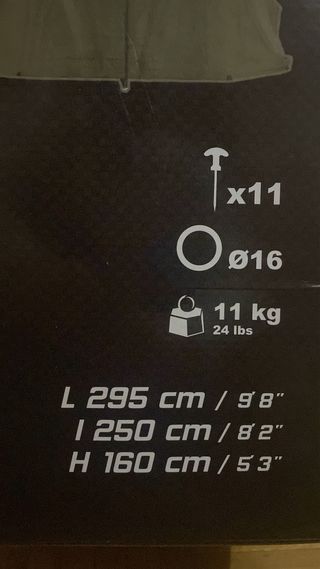 x11
Ø16
11 kg
24 lbs
L 295 cm / 9'8"
I 250 cm / 8'2"
H 160 cm / 5'3"